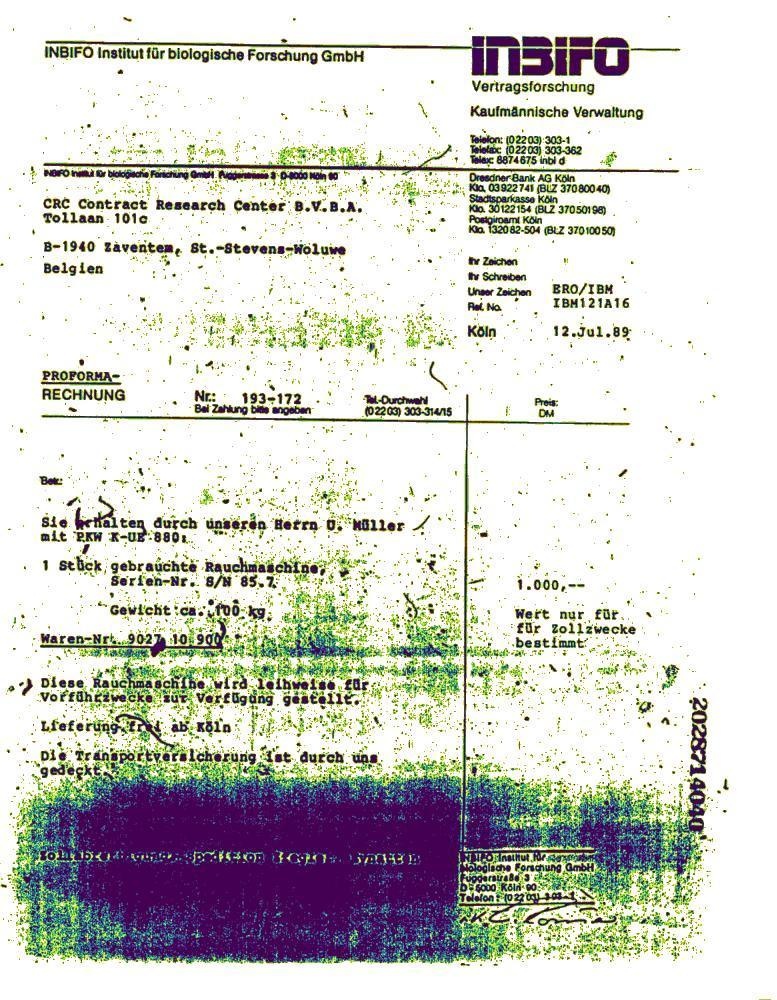 INBIFO Institut für biologische Forschung GmbH
INBIFO
Vertragsforschung
Kaufmännische Verwaltung
Telefon: (02203) 303-1
Telefax: (02203) 303-362
Telex: 8874675 inbi d
INBIFO Institut für biologische Forschung GmbH Fuggerstrasse 3 D-5000 Köln 90
Dresdner Bank AG Köln
Kto. 03922741 (BLZ 37080040)
Stadtsparkasse Köln
Kto. 30122154 (BLZ 37050198)
Postgiroamt Köln
Kto. 132082-504 (BLZ 37010050)
CRC Contract Research Center B.V.B.A.
Tollaan 101c
B-1940 Zaventem, St.-Stevens-Woluwe
Belgien
Ihr Zeichen
Ihr Schreiben
Unser Zeichen ERO/IBM
Ref. No. IBM121A16
Köln 12.Jul.89
PROFORMA-
RECHNUNG Nr.: 193-172 Tel.-Durchwahl Preis:
Bei Zahlung bitte angeben (02203) 303-314/15 DM
Betr.:
Sie erhalten durch unseren Herrn U. Müller
mit PKW K-UE 880:
1 Stück gebrauchte Rauchmaschine,
Serien-Nr. S/N 85.7 1.000,--
Gewicht ca. 100 kg
Wert nur für
für Zollzwecke
bestimmt
Waren-Nr. 9027 10 900
Diese Rauchmaschine wird leihweise für
Vorführzwecke zur Verfügung gestellt.
Lieferung frei ab Köln
Die Transportversicherung ist durch uns
gedeckt.
2028714040
INBIFO Institut für
biologische Forschung GmbH
Fuggerstraße 3
D-5000 Köln 90
Telefon: (02203) 303-1